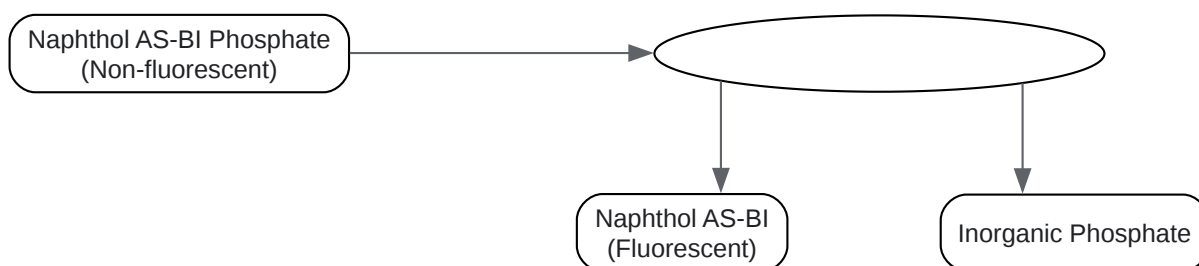 Naphthol AS-BI Phosphate
(Non-fluorescent)
Naphthol AS-BI
(Fluorescent)
Inorganic Phosphate